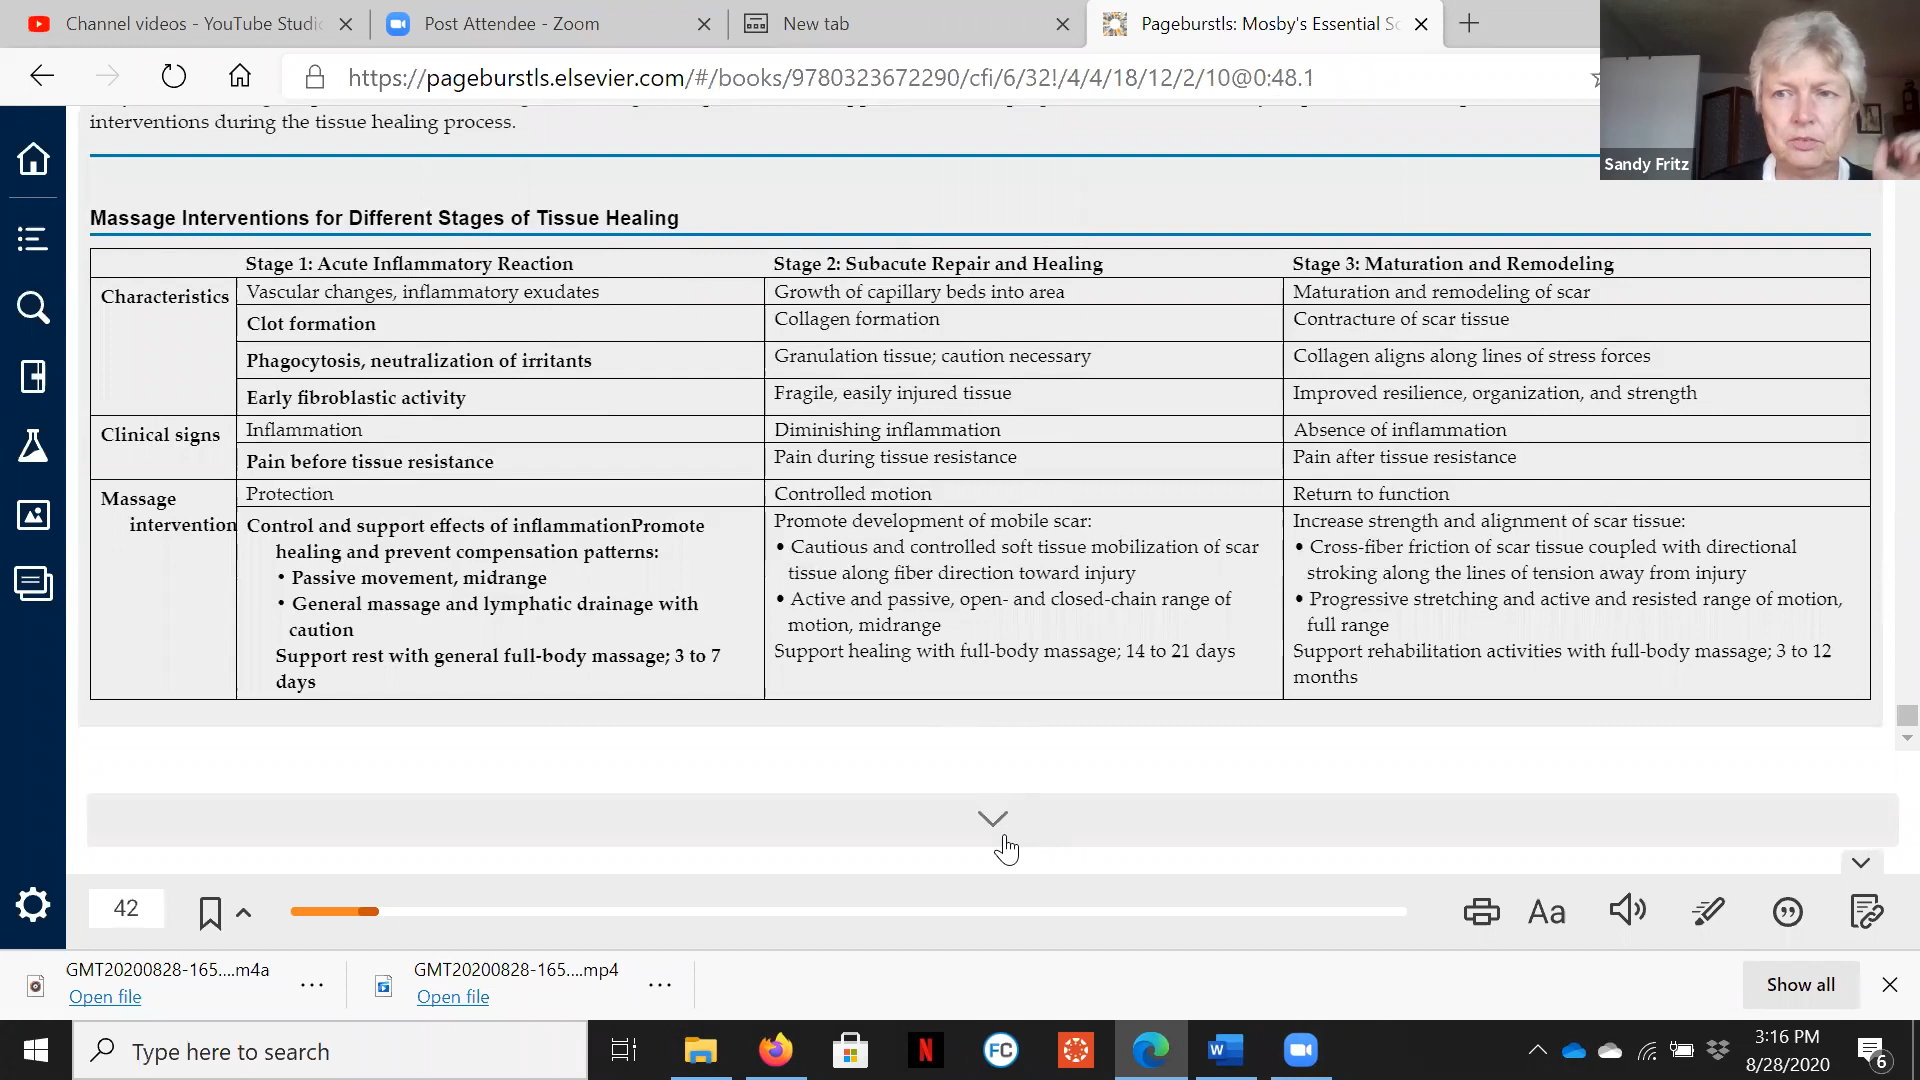 Channel videos - YouTube Studi
Post Attendee - Zoom
New tab
Pageburstls: Mosby's Essential Sc
https://pageburstls.elsevier.com/#/books/9780323672290/cfi/6/32!/4/4/18/12/2/10@0:48.1
Sandy Fritz
interventions during the tissue healing process.
Massage Interventions for Different Stages of Tissue Healing
Stage 1: Acute Inflammatory Reaction
Stage 2: Subacute Repair and Healing
Stage 3: Maturation and Remodeling
Characteristics
Vascular changes, inflammatory exudates
Growth of capillary beds into area
Maturation and remodeling of scar
Clot formation
Collagen formation
Contracture of scar tissue
Phagocytosis, neutralization of irritants
Granulation tissue; caution necessary
Collagen aligns along lines of stress forces
Early fibroblastic activity
Fragile, easily injured tissue
Improved resilience, organization, and strength
Clinical signs
Inflammation
Diminishing inflammation
Absence of inflammation
Pain before tissue resistance
Pain during tissue resistance
Pain after tissue resistance
Massage
intervention
Protection
Controlled motion
Return to function
Control and support effects of inflammationPromote
healing and prevent compensation patterns:
• Passive movement, midrange
• General massage and lymphatic drainage with
caution
Support rest with general full-body massage; 3 to 7
days
Promote development of mobile scar:
• Cautious and controlled soft tissue mobilization of scar
tissue along fiber direction toward injury
• Active and passive, open- and closed-chain range of
motion, midrange
Support healing with full-body massage; 14 to 21 days
Increase strength and alignment of scar tissue:
• Cross-fiber friction of scar tissue coupled with directional
stroking along the lines of tension away from injury
• Progressive stretching and active and resisted range of motion,
full range
Support rehabilitation activities with full-body massage; 3 to 12
months
42
Aa
GMT20200828-165....m4a
Open file
GMT20200828-165....mp4
Open file
Show all
Type here to search
N
FC
W
3:16 PM
8/28/2020
6